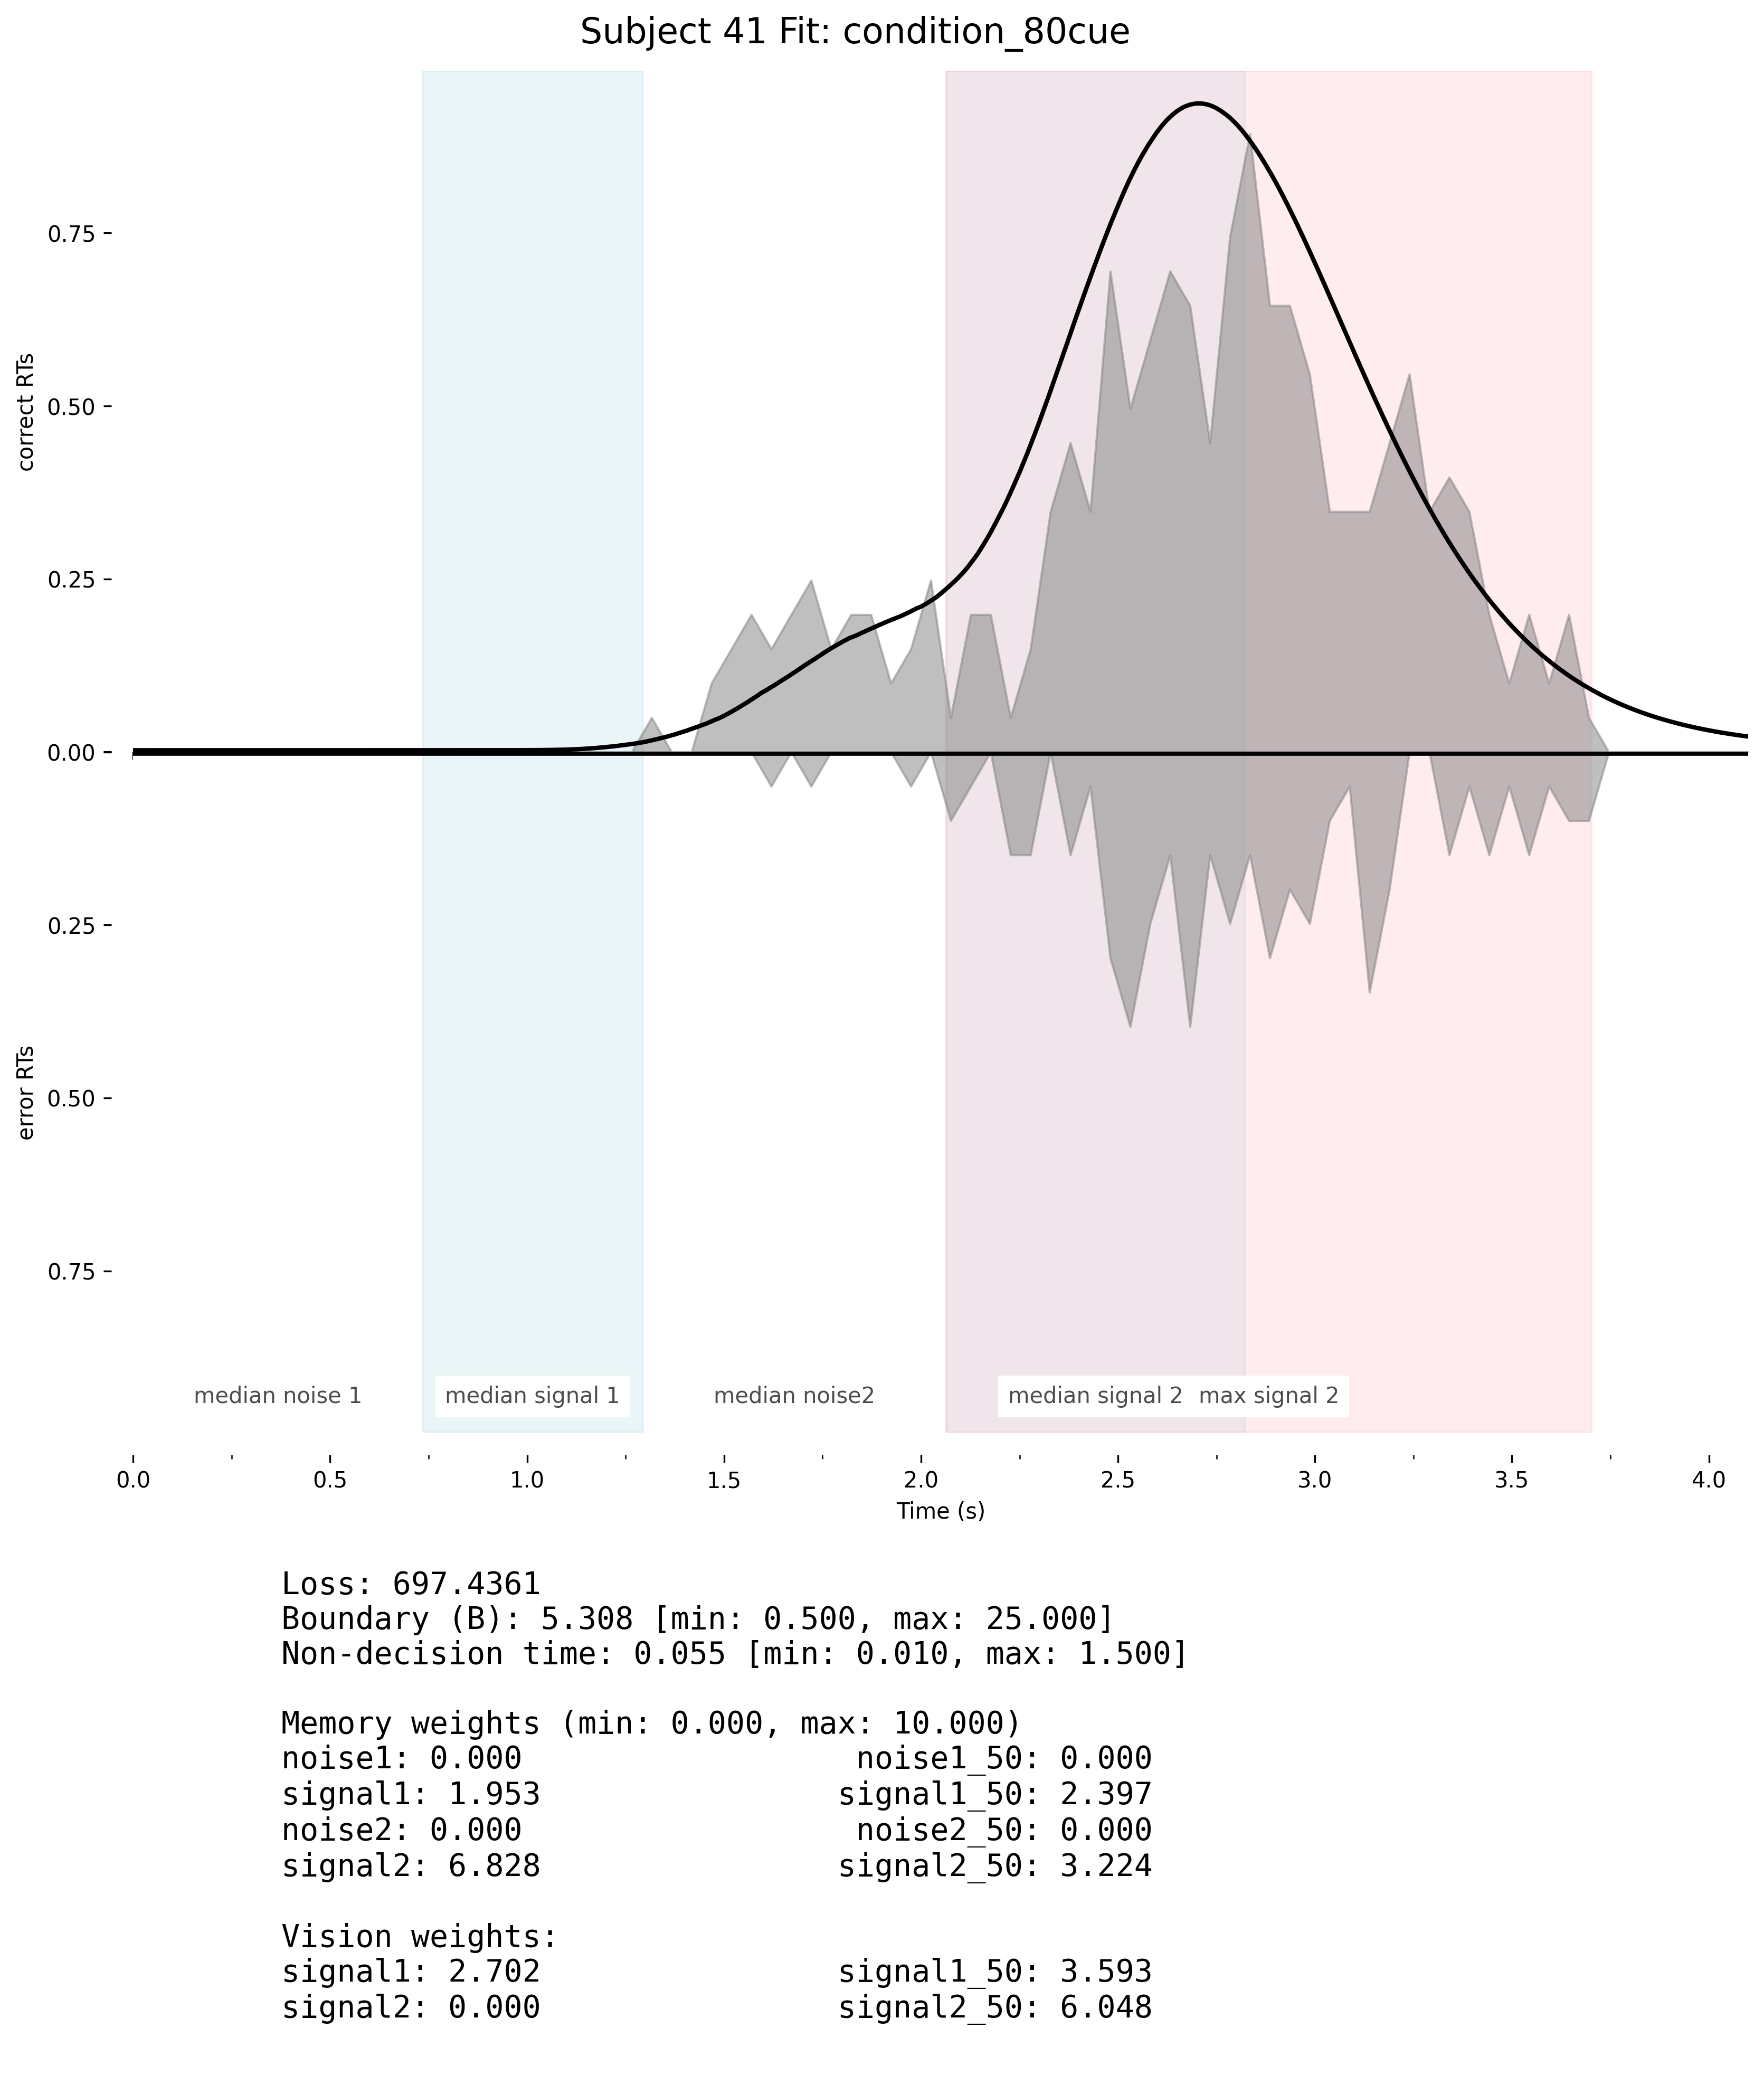 Subject 41 Fit: condition_80cue
0.75
0.50
0.25
0.00
0.25
0.50
0.75
correct RTs
error RTs
median noise 1
median signal 1
median noise2
median signal 2
max signal 2
0.0 0.5 1.0 1.5 2.0 2.5 3.0 3.5 4.0
Time (s)
Loss: 697.4361
Boundary (B): 5.308 [min: 0.500, max: 25.000]
Non-decision time: 0.055 [min: 0.010, max: 1.500]
Memory weights (min: 0.000, max: 10.000)
noise1: 0.000 noise1_50: 0.000
signal1: 1.953 signal1_50: 2.397
noise2: 0.000 noise2_50: 0.000
signal2: 6.828 signal2_50: 3.224
Vision weights:
signal1: 2.702 signal1_50: 3.593
signal2: 0.000 signal2_50: 6.048